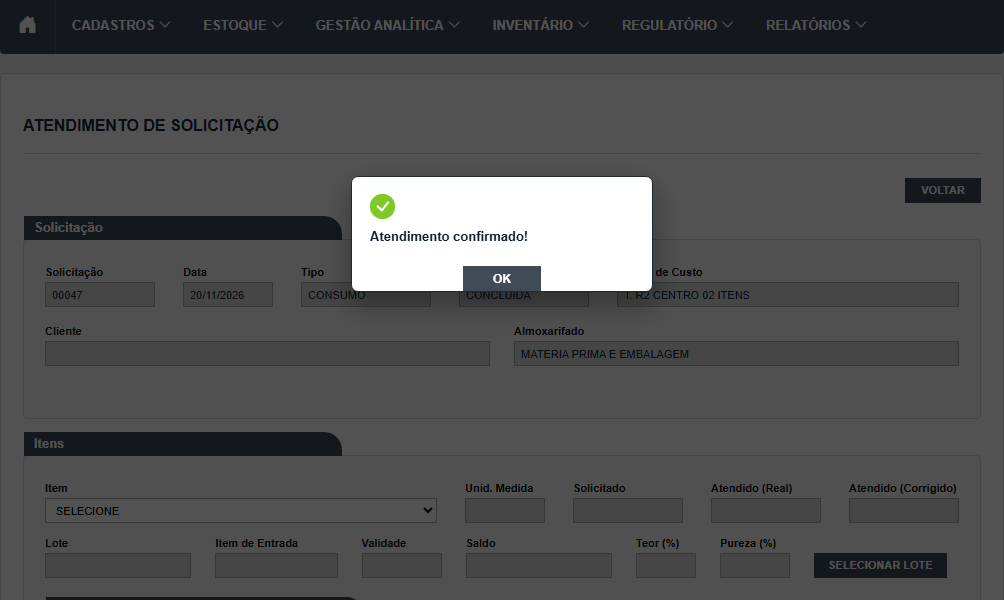 CADASTROS ESTOQUE GESTÃO ANALÍTICA INVENTÁRIO REGULATÓRIO RELATÓRIOS
ATENDIMENTO DE SOLICITAÇÃO
VOLTAR
Atendimento confirmado!
OK
Solicitação
Solicitação Data Tipo de Custo
00047 20/11/2026 CONSUMO CONCLUÍDA T. R2 CENTRO 02 ITENS
Cliente Almoxarifado
MATERIA PRIMA E EMBALAGEM
Itens
Item Unid. Medida Solicitado Atendido (Real) Atendido (Corrigido)
SELECIONE
Lote Item de Entrada Validade Saldo Teor (%) Pureza (%)
SELECIONAR LOTE